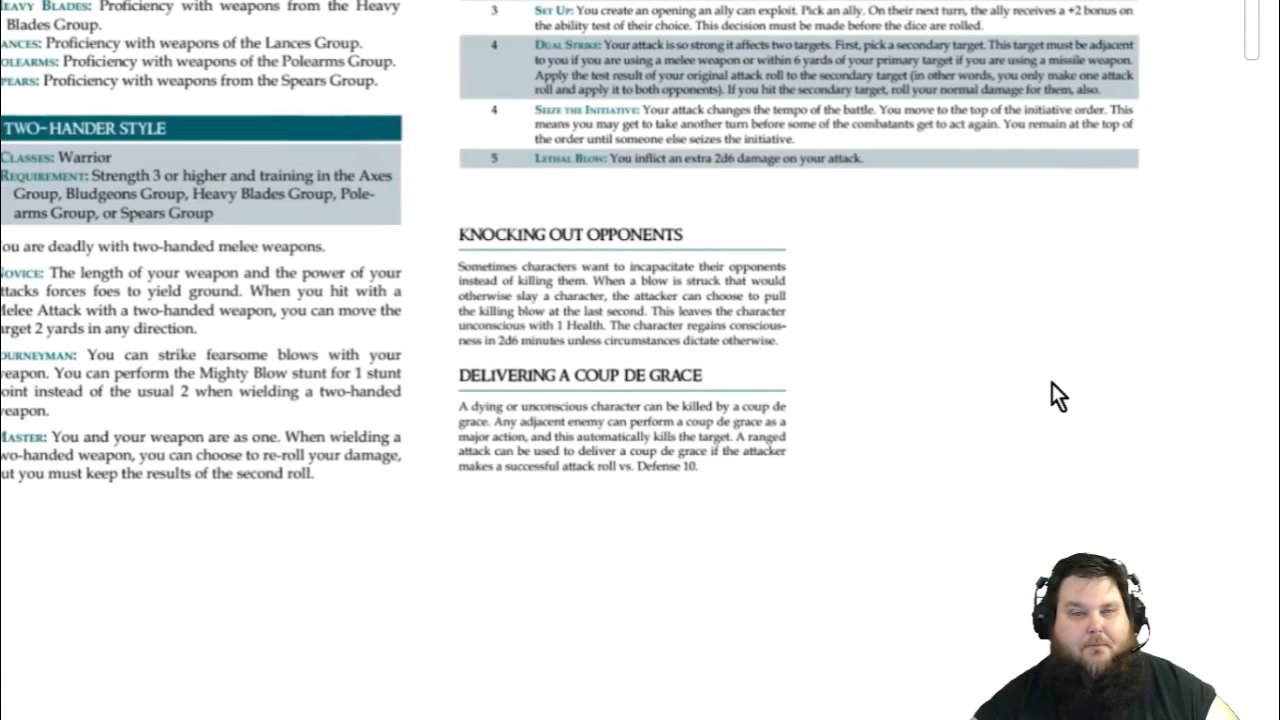 EAVY BLADES: Proficiency with weapons from the Heavy
Blades Group.
ANCES: Proficiency with weapons of the Lances Group.
OLEARMS: Proficiency with weapons of the Polearms Group.
PEARS: Proficiency with weapons from the Spears Group.
TWO-HANDER STYLE
CLASSES: Warrior
REQUIREMENT: Strength 3 or higher and training in the Axes
Group, Bludgeons Group, Heavy Blades Group, Pole-
arms Group, or Spears Group
ou are deadly with two-handed melee weapons.
OVICE: The length of your weapon and the power of your
ttacks forces foes to yield ground. When you hit with a
Melee Attack with a two-handed weapon, you can move the
arget 2 yards in any direction.
OURNEYMAN: You can strike fearsome blows with your
eapon. You can perform the Mighty Blow stunt for 1 stunt
oint instead of the usual 2 when wielding a two-handed
eapon.
MASTER: You and your weapon are as one. When wielding a
wo-handed weapon, you can choose to re-roll your damage,
ut you must keep the results of the second roll.
3 SET UP: You create an opening an ally can exploit. Pick an ally. On their next turn, the ally receives a +2 bonus on
the ability test of their choice. This decision must be made before the dice are rolled.
4 DUAL STRIKE: Your attack is so strong it affects two targets. First, pick a secondary target. This target must be adjacent
to you if you are using a melee weapon or within 6 yards of your primary target if you are using a missile weapon.
Apply the test result of your original attack roll to the secondary target (in other words, you only make one attack
roll and apply it to both opponents). If you hit the secondary target, roll your normal damage for them, also.
4 SEIZE THE INITIATIVE: Your attack changes the tempo of the battle. You move to the top of the initiative order. This
means you may get to take another turn before some of the combatants get to act again. You remain at the top of
the order until someone else seizes the initiative.
5 LETHAL BLOW: You inflict an extra 2d6 damage on your attack.
KNOCKING OUT OPPONENTS
Sometimes characters want to incapacitate their opponents
instead of killing them. When a blow is struck that would
otherwise slay a character, the attacker can choose to pull
the killing blow at the last second. This leaves the character
unconscious with 1 Health. The character regains conscious-
ness in 2d6 minutes unless circumstances dictate otherwise.
DELIVERING A COUP DE GRACE
A dying or unconscious character can be killed by a coup de
grace. Any adjacent enemy can perform a coup de grace as a
major action, and this automatically kills the target. A ranged
attack can be used to deliver a coup de grace if the attacker
makes a successful attack roll vs. Defense 10.